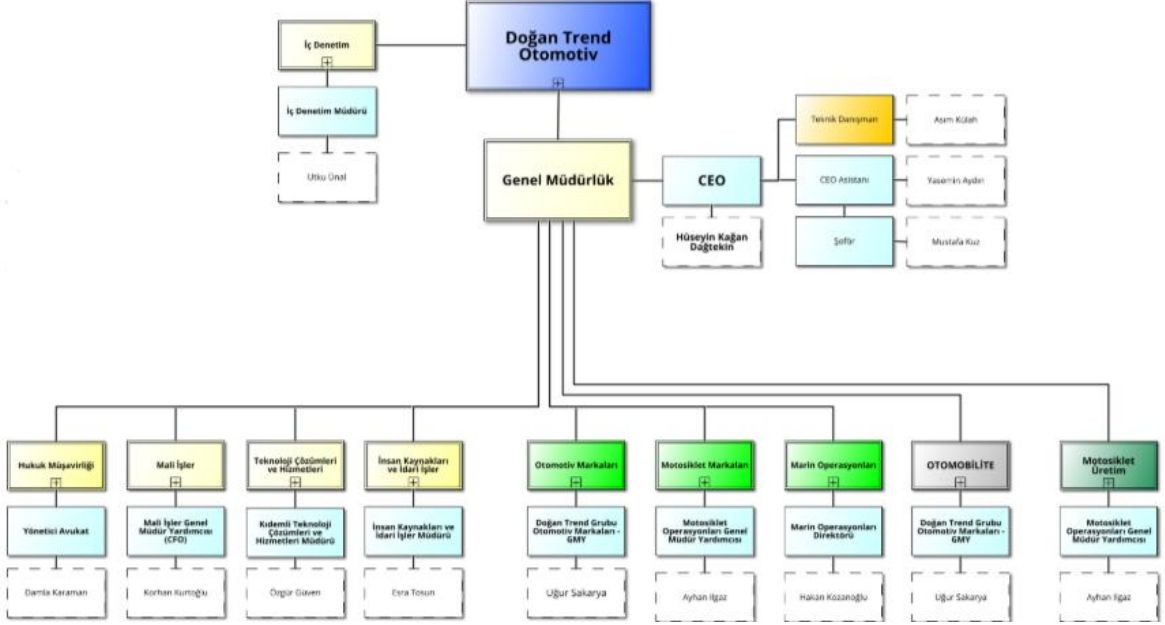 Doğan Trend
Otomotiv
İç Denetim
İç Denetim Müdürü
Utku Ünal
Genel Müdürlük
CEO
Hüseyin Kağan
Dağtekin
Teknik Danışman
Asım Külah
CEO Asistanı
Yasemin Aydın
Şoför
Mustafa Kuz
Hukuk Müşavirliği
Yönetici Avukat
Damla Karaman
Mali İşler
Mali İşler Genel
Müdür Yardımcısı
(CFO)
Korhan Kurtoğlu
Teknoloji Çözümleri
ve Hizmetleri
Kıdemli Teknoloji
Çözümleri ve
Hizmetleri Müdürü
Özgür Güven
İnsan Kaynakları
ve İdari İşler
İnsan Kaynakları ve
İdari İşler Müdürü
Esra Tosun
Otomotiv Markaları
Doğan Trend Grubu
Otomotiv Markaları -
GMY
Uğur Sakarya
Motosiklet Markaları
Motosiklet
Operasyonları Genel
Müdür Yardımcısı
Ayhan Ilgaz
Marin Operasyonları
Marin Operasyonları
Direktörü
Hakan Kozanoğlu
OTOMOBİLİTE
Doğan Trend Grubu
Otomotiv Markaları -
GMY
Uğur Sakarya
Motosiklet
Üretim
Motosiklet
Operasyonları Genel
Müdür Yardımcısı
Ayhan Ilgaz